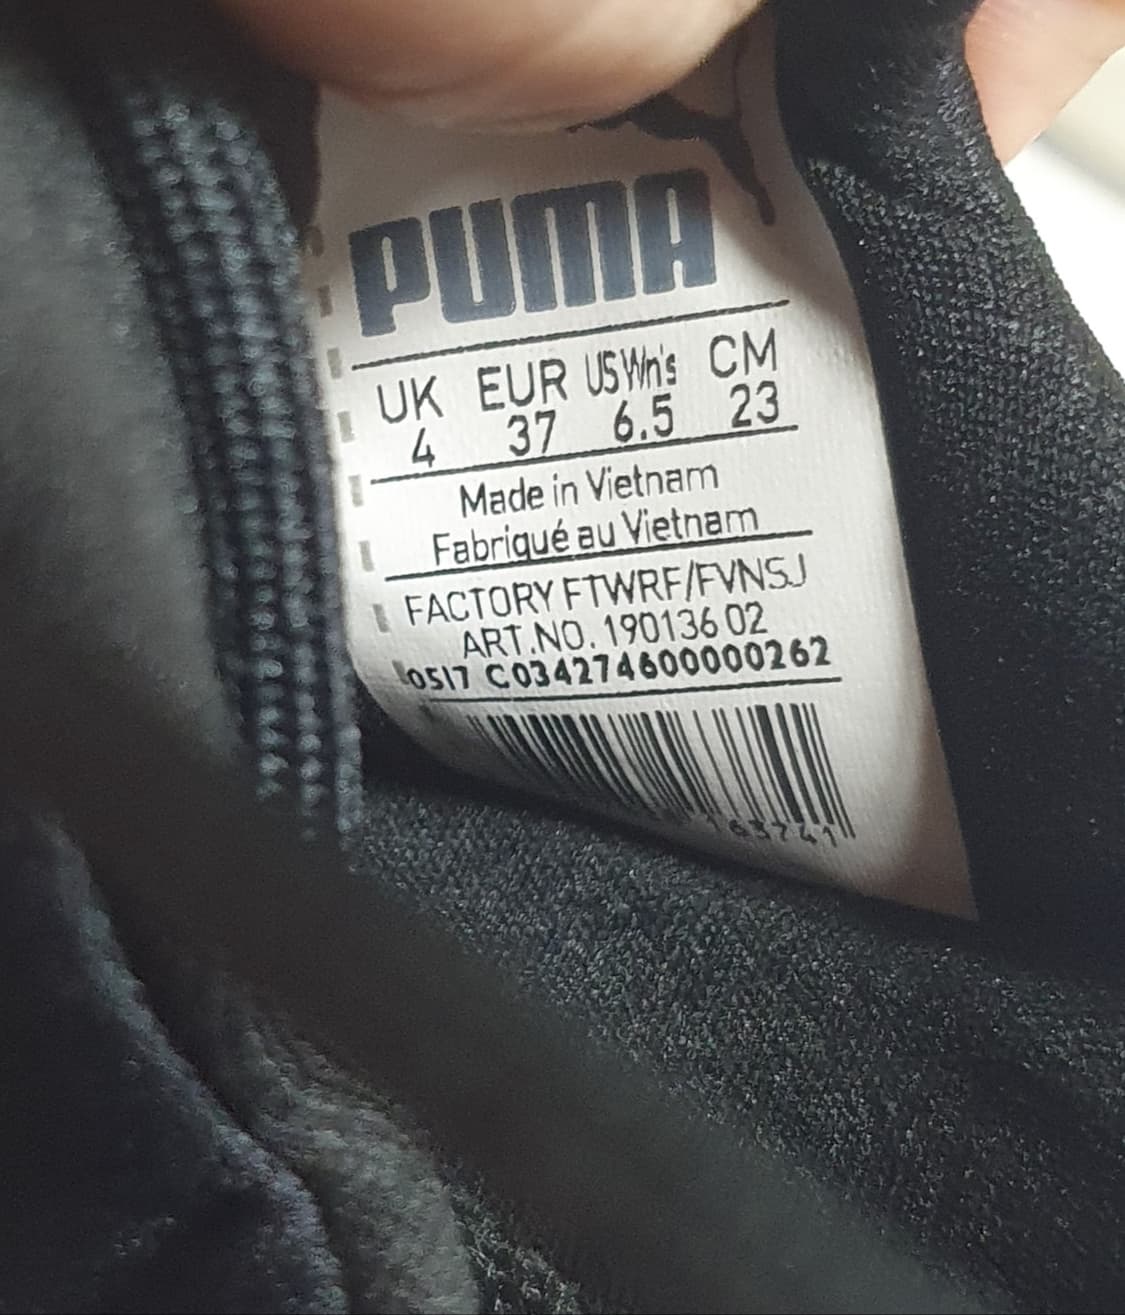 PUMA
UK EUR US Wn's CM
4 37 6.5 23
Made in Vietnam
Fabriqué au Vietnam
FACTORY FTWRF/FVNSJ
ART.NO. 190136 02
0517 C034274600000262